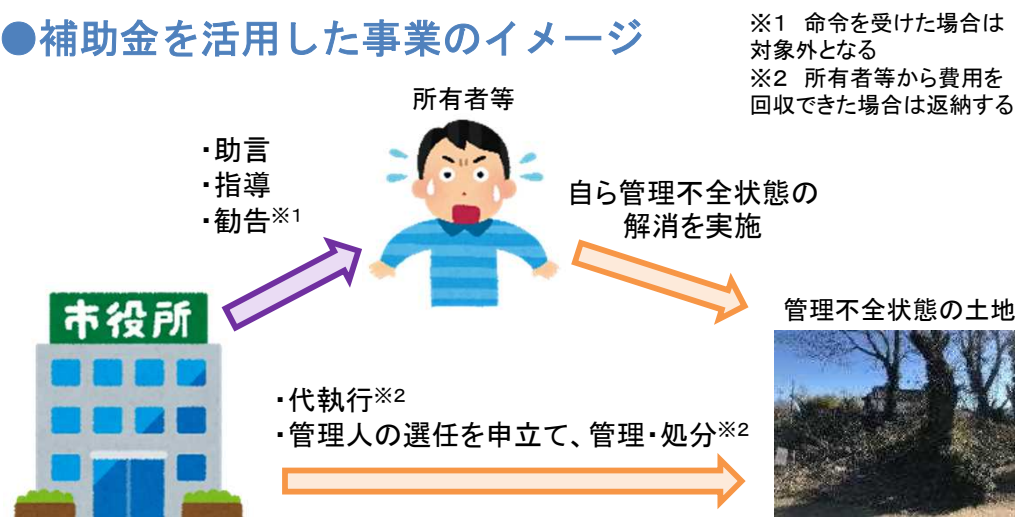 ●補助金を活用した事業のイメージ
※1 命令を受けた場合は
対象外となる
※2 所有者等から費用を
回収できた場合は返納する
所有者等
・助言
・指導
・勧告※1
自ら管理不全状態の
解消を実施
市役所
管理不全状態の土地
・代執行※2
・管理人の選任を申立て、管理・処分※2